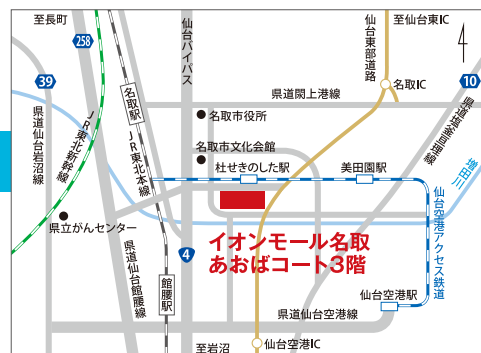 至長町
258
39
県道仙台岩沼線
JR東北新幹線
名取駅
JR東北本線
仙台バイパス
至仙台東IC
仙台東部道路
名取IC
10
県道閖上港線
県道塩釜亘理線
名取市役所
名取市文化会館
杜せきのした駅
美田園駅
増田川
県立がんセンター
県道仙台館腰線
館腰駅
4
イオンモール名取
あおばコート3階
仙台空港アクセス鉄道
仙台空港駅
県道仙台空港線
至岩沼
仙台空港IC